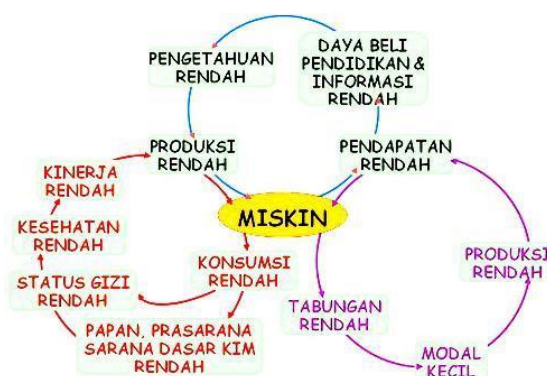 DAYA BELI
PENDIDIKAN &
INFORMASI
RENDAH
PENGETAHUAN
RENDAH
PRODUKSI
RENDAH
PENDAPATAN
RENDAH
KINERJA
RENDAH
MISKIN
KESEHATAN
RENDAH
KONSUMSI
RENDAH
PRODUKSI
RENDAH
STATUS GIZI
RENDAH
TABUNGAN
RENDAH
PAPAN, PRASARANA
SARANA DASAR KIM
RENDAH
MODAL
KECIL